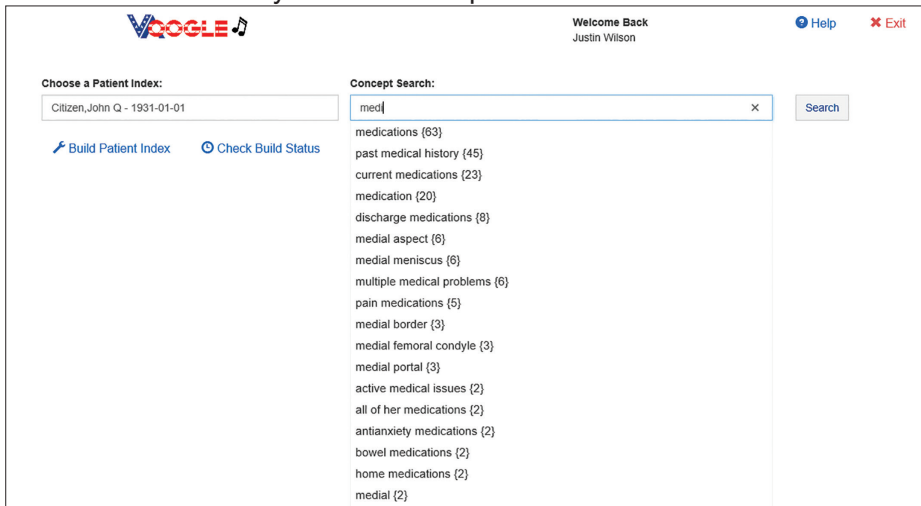 VOOGLE
Welcome Back
Justin Wilson
Help
Exit
Choose a Patient Index:
Concept Search:
Citizen,John Q - 1931-01-01
medi
×
Search
Build Patient Index
Check Build Status
medications {63}
past medical history {45}
current medications {23}
medication {20}
discharge medications {8}
medial aspect {6}
medial meniscus {6}
multiple medical problems {6}
pain medications {5}
medial border {3}
medial femoral condyle {3}
medial portal {3}
active medical issues {2}
all of her medications {2}
antianxiety medications {2}
bowel medications {2}
home medications {2}
medial {2}